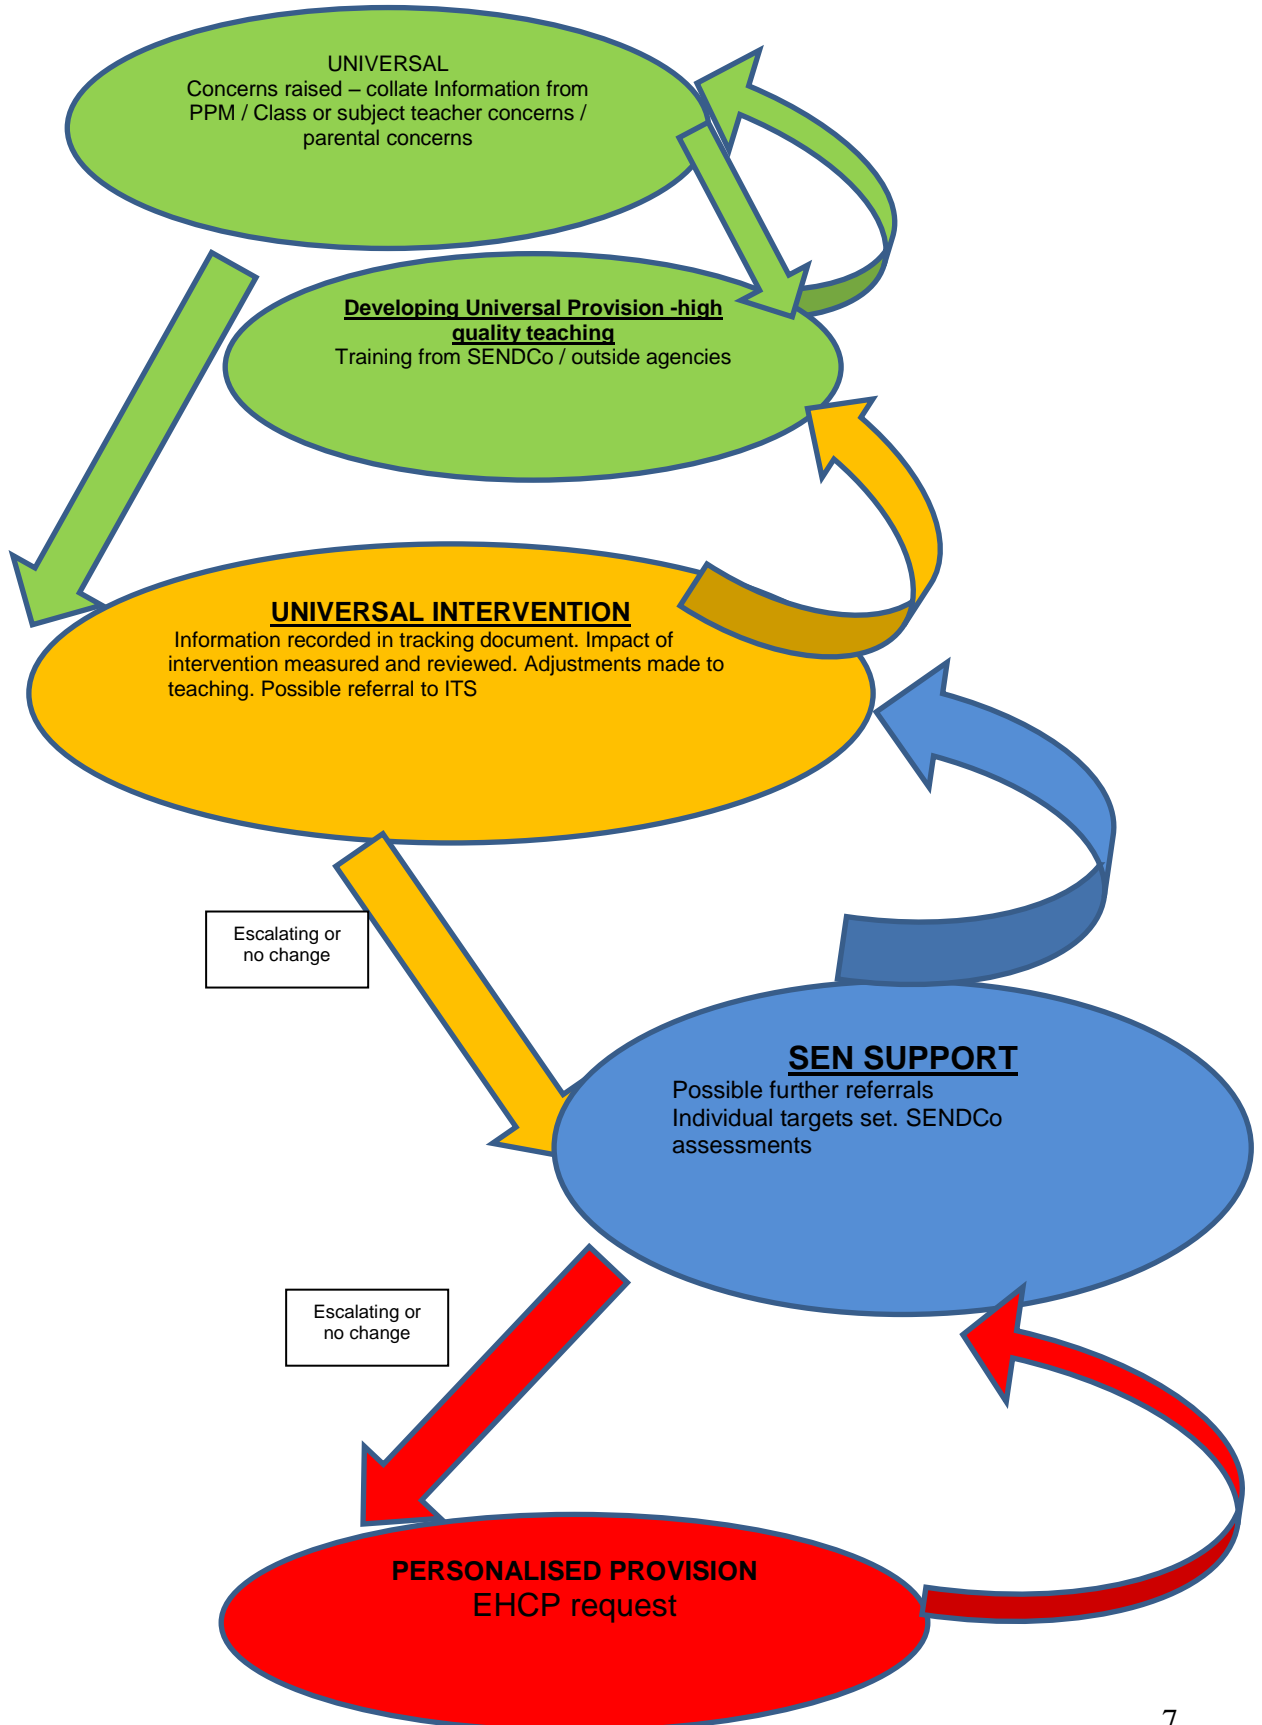 UNIVERSAL
Concerns raised – collate Information from
PPM / Class or subject teacher concerns /
parental concerns
Developing Universal Provision -high
quality teaching
Training from SENDCo / outside agencies
UNIVERSAL INTERVENTION
Information recorded in tracking document. Impact of
intervention measured and reviewed. Adjustments made to
teaching. Possible referral to ITS
Escalating or
no change
SEN SUPPORT
Possible further referrals
Individual targets set. SENDCo
assessments
Escalating or
no change
PERSONALISED PROVISION
EHCP request
7